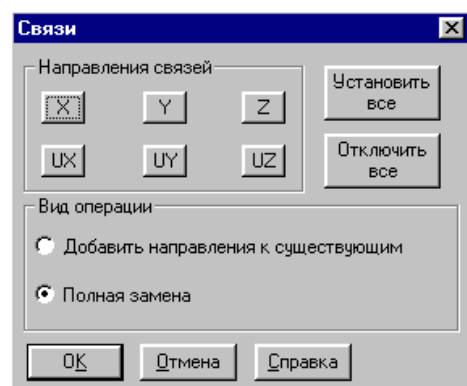 Связи
Направления связей
X Y Z
UX UY UZ
Установить
все
Отключить
все
Вид операции
Добавить направления к существующим
Полная замена
OK Отмена Справка